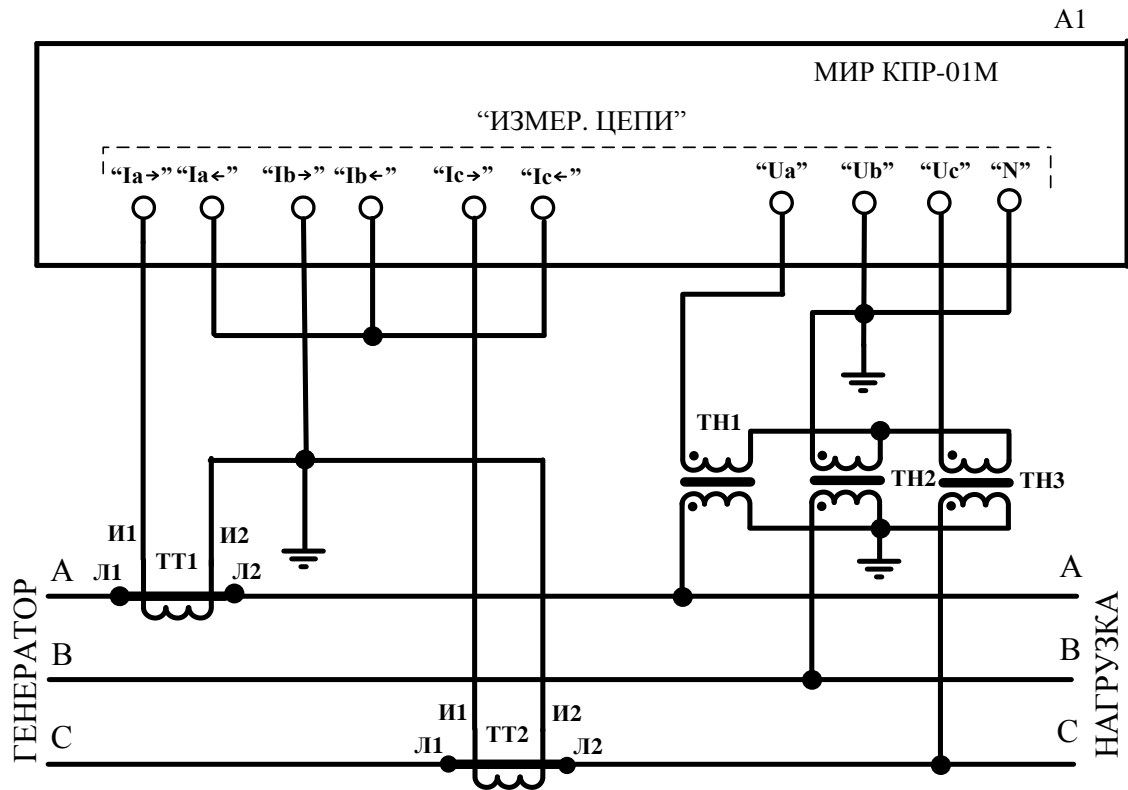 А1
МИР КПР-01М
“ИЗМЕР. ЦЕПИ”
“Ia→” “Ia←” “Ib→” “Ib←” “Ic→” “Ic←” “Ua” “Ub” “Uc” “N”
ТН1
ТН2 ТН3
И1 И2
ТТ1
A Л1 Л2 A
B B
И1 И2
ТТ2
C Л1 Л2 C
ГЕНЕРАТОР
НАГРУЗКА